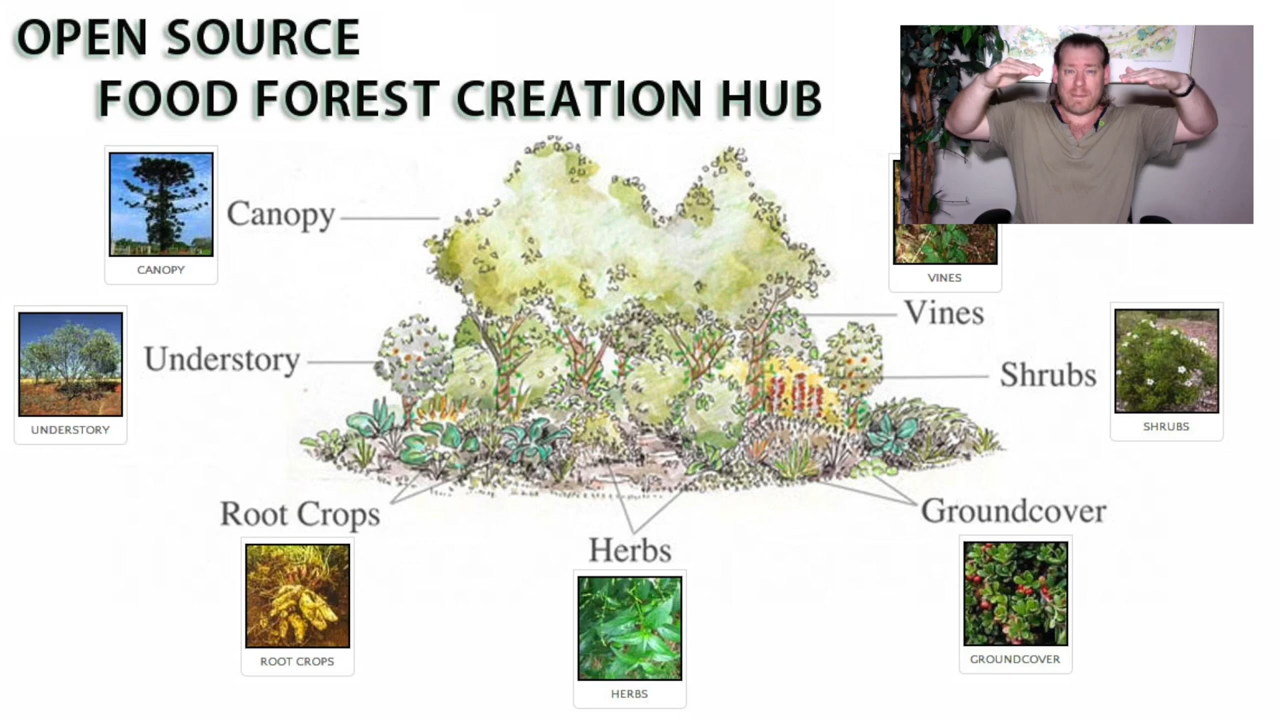 OPEN SOURCE
FOOD FOREST CREATION HUB
Canopy
CANOPY
VINES
Vines
Understory
UNDERSTORY
Shrubs
SHRUBS
Root Crops
ROOT CROPS
Herbs
HERBS
Groundcover
GROUNDCOVER